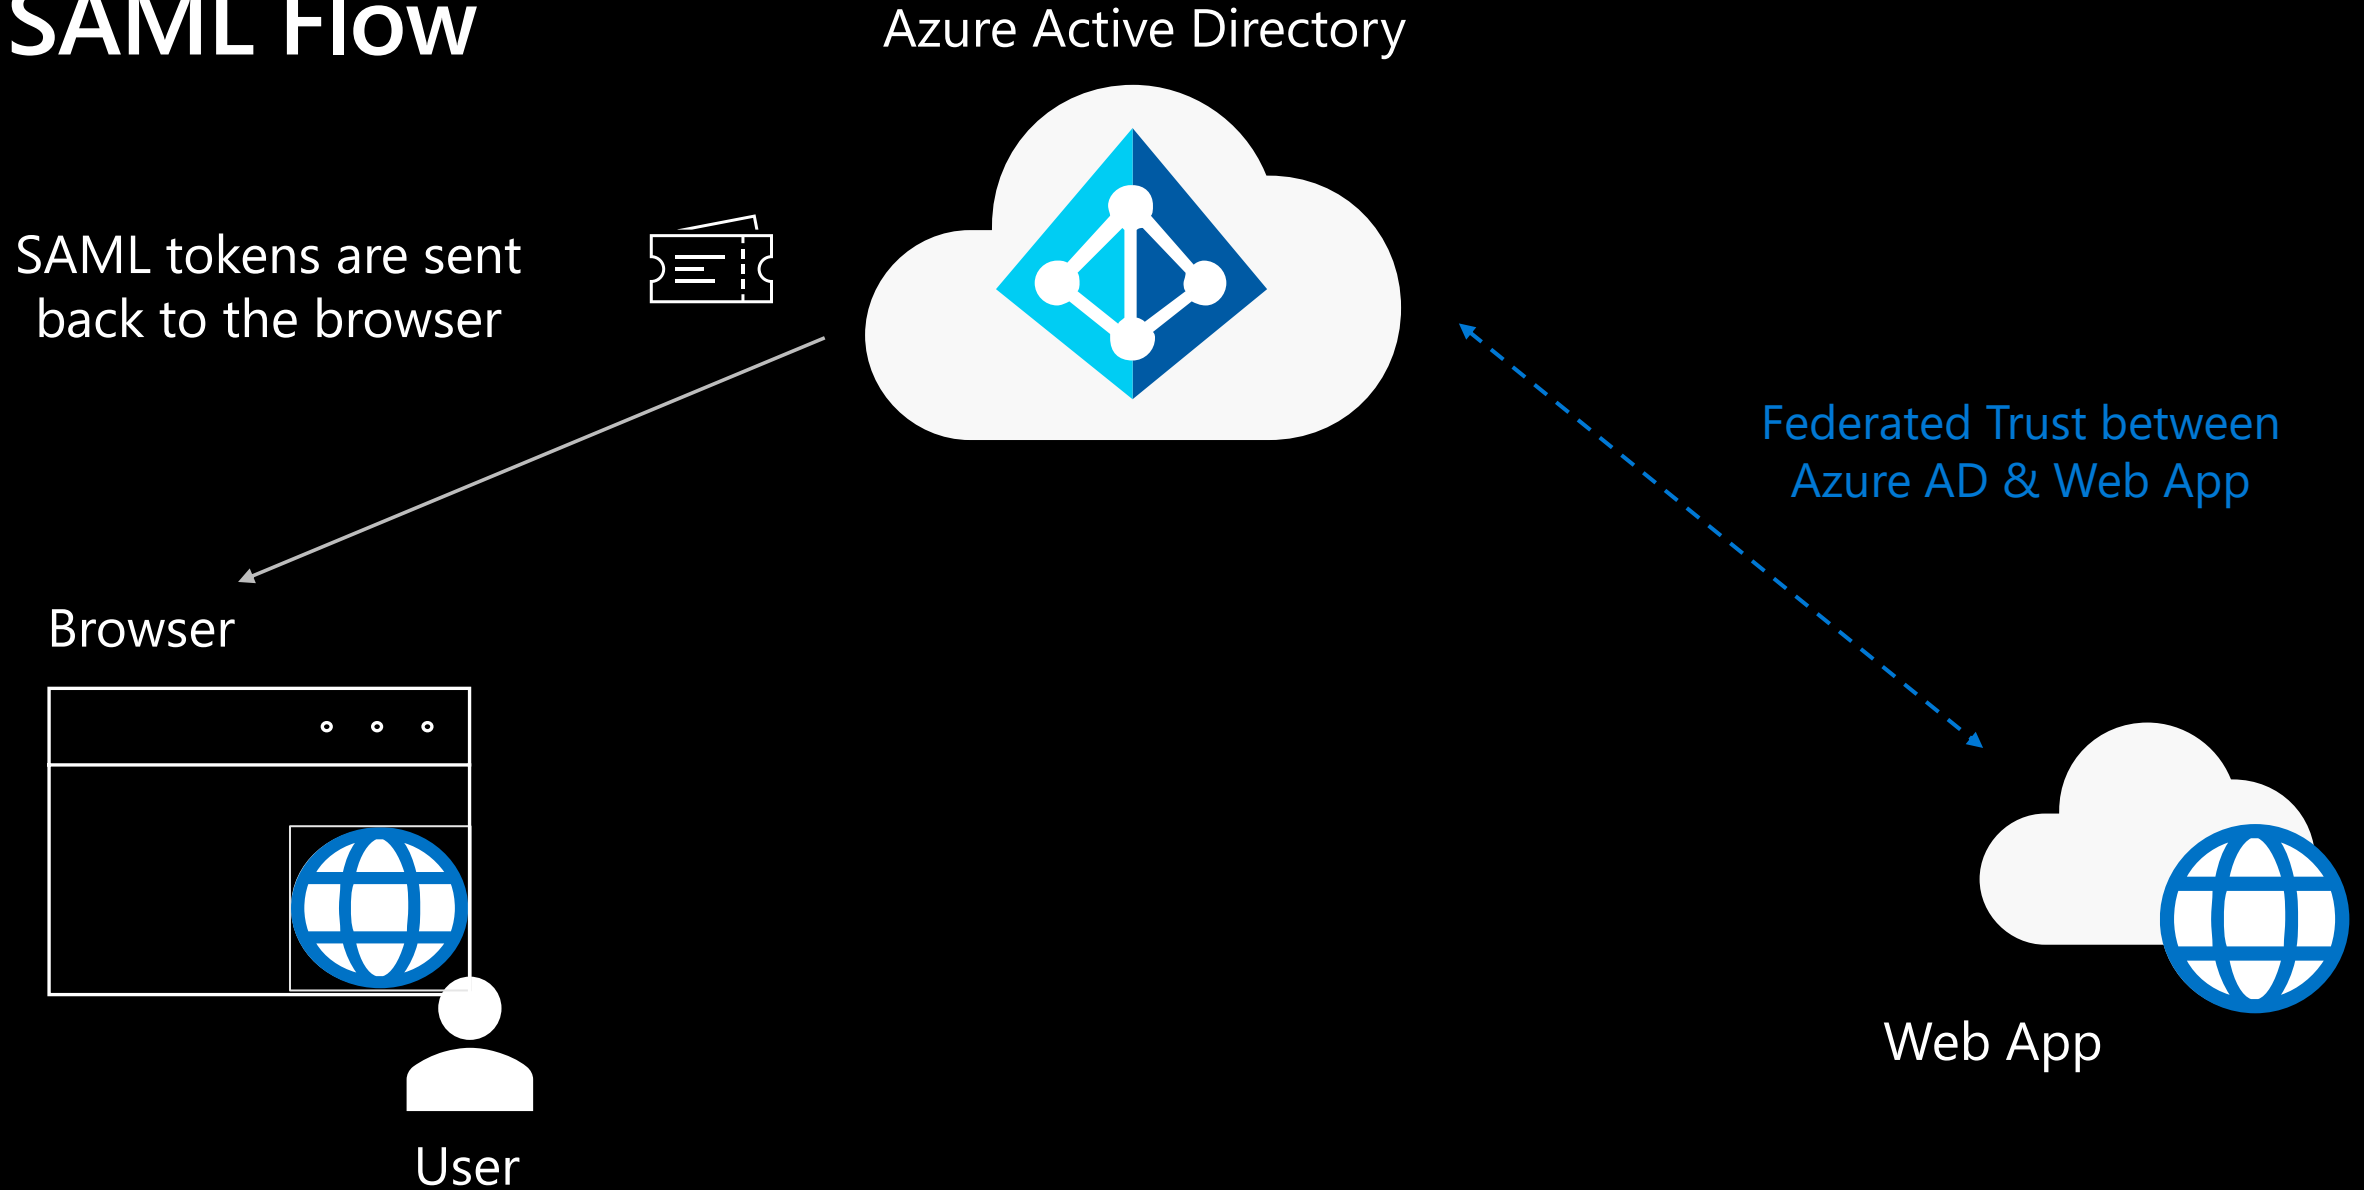 SAML Flow
Azure Active Directory
SAML tokens are sent
back to the browser
Federated Trust between
Azure AD & Web App
Browser
Web App
User